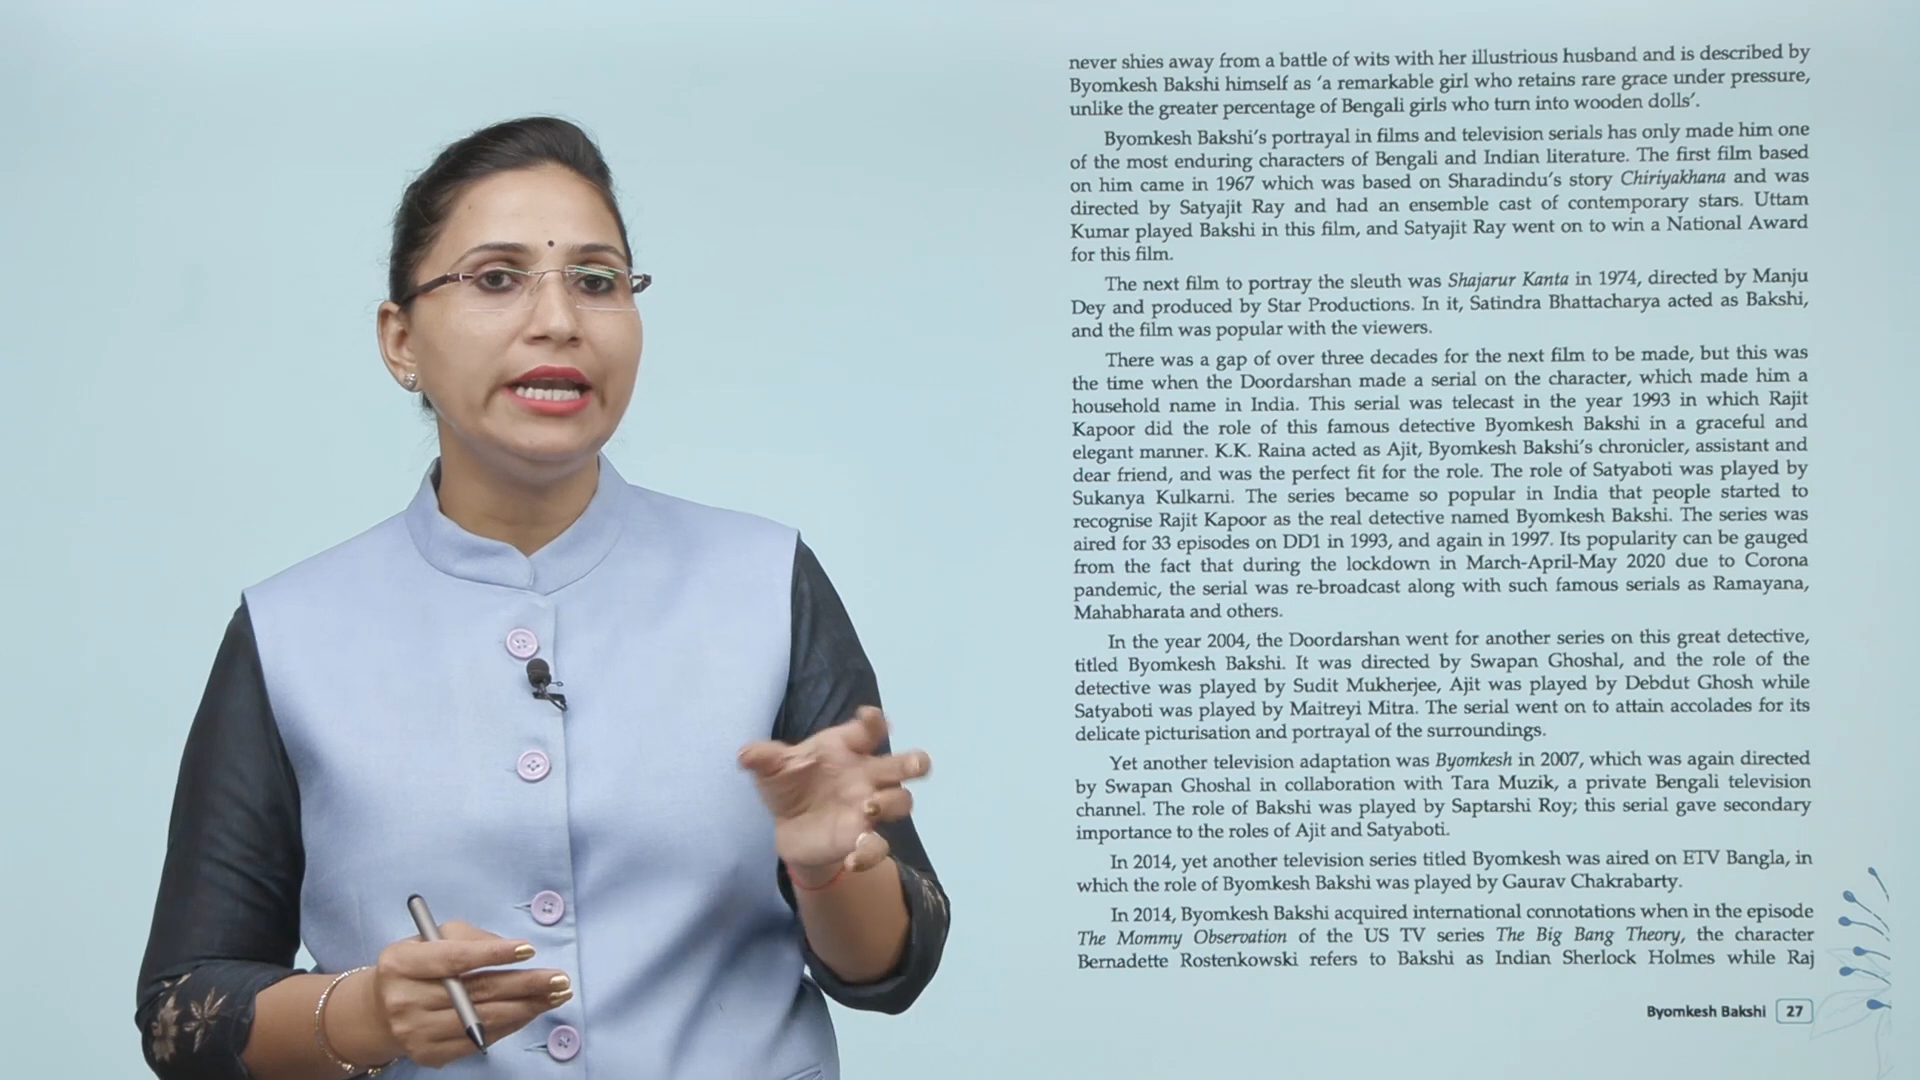 never shies away from a battle of wits with her illustrious husband and is described by
Byomkesh Bakshi himself as ‘a remarkable girl who retains rare grace under pressure,
unlike the greater percentage of Bengali girls who turn into wooden dolls’.
Byomkesh Bakshi’s portrayal in films and television serials has only made him one
of the most enduring characters of Bengali and Indian literature. The first film based
on him came in 1967 which was based on Sharadindu’s story Chiriyakhana and was
directed by Satyajit Ray and had an ensemble cast of contemporary stars. Uttam
Kumar played Bakshi in this film, and Satyajit Ray went on to win a National Award
for this film.
The next film to portray the sleuth was Shajarur Kanta in 1974, directed by Manju
Dey and produced by Star Productions. In it, Satindra Bhattacharya acted as Bakshi,
and the film was popular with the viewers.
There was a gap of over three decades for the next film to be made, but this was
the time when the Doordarshan made a serial on the character, which made him a
household name in India. This serial was telecast in the year 1993 in which Rajit
Kapoor did the role of this famous detective Byomkesh Bakshi in a graceful and
elegant manner. K.K. Raina acted as Ajit, Byomkesh Bakshi’s chronicler, assistant and
dear friend, and was the perfect fit for the role. The role of Satyaboti was played by
Sukanya Kulkarni. The series became so popular in India that people started to
recognise Rajit Kapoor as the real detective named Byomkesh Bakshi. The series was
aired for 33 episodes on DD1 in 1993, and again in 1997. Its popularity can be gauged
from the fact that during the lockdown in March-April-May 2020 due to Corona
pandemic, the serial was re-broadcast along with such famous serials as Ramayana,
Mahabharata and others.
In the year 2004, the Doordarshan went for another series on this great detective,
titled Byomkesh Bakshi. It was directed by Swapan Ghoshal, and the role of the
detective was played by Sudit Mukherjee, Ajit was played by Debdut Ghosh while
Satyaboti was played by Maitreyi Mitra. The serial went on to attain accolades for its
delicate picturisation and portrayal of the surroundings.
Yet another television adaptation was Byomkesh in 2007, which was again directed
by Swapan Ghoshal in collaboration with Tara Muzik, a private Bengali television
channel. The role of Bakshi was played by Saptarshi Roy; this serial gave secondary
importance to the roles of Ajit and Satyaboti.
In 2014, yet another television series titled Byomkesh was aired on ETV Bangla, in
which the role of Byomkesh Bakshi was played by Gaurav Chakrabarty.
In 2014, Byomkesh Bakshi acquired international connotations when in the episode
The Mommy Observation of the US TV series The Big Bang Theory, the character
Bernadette Rostenkowski refers to Bakshi as Indian Sherlock Holmes while Raj
Byomkesh Bakshi 27